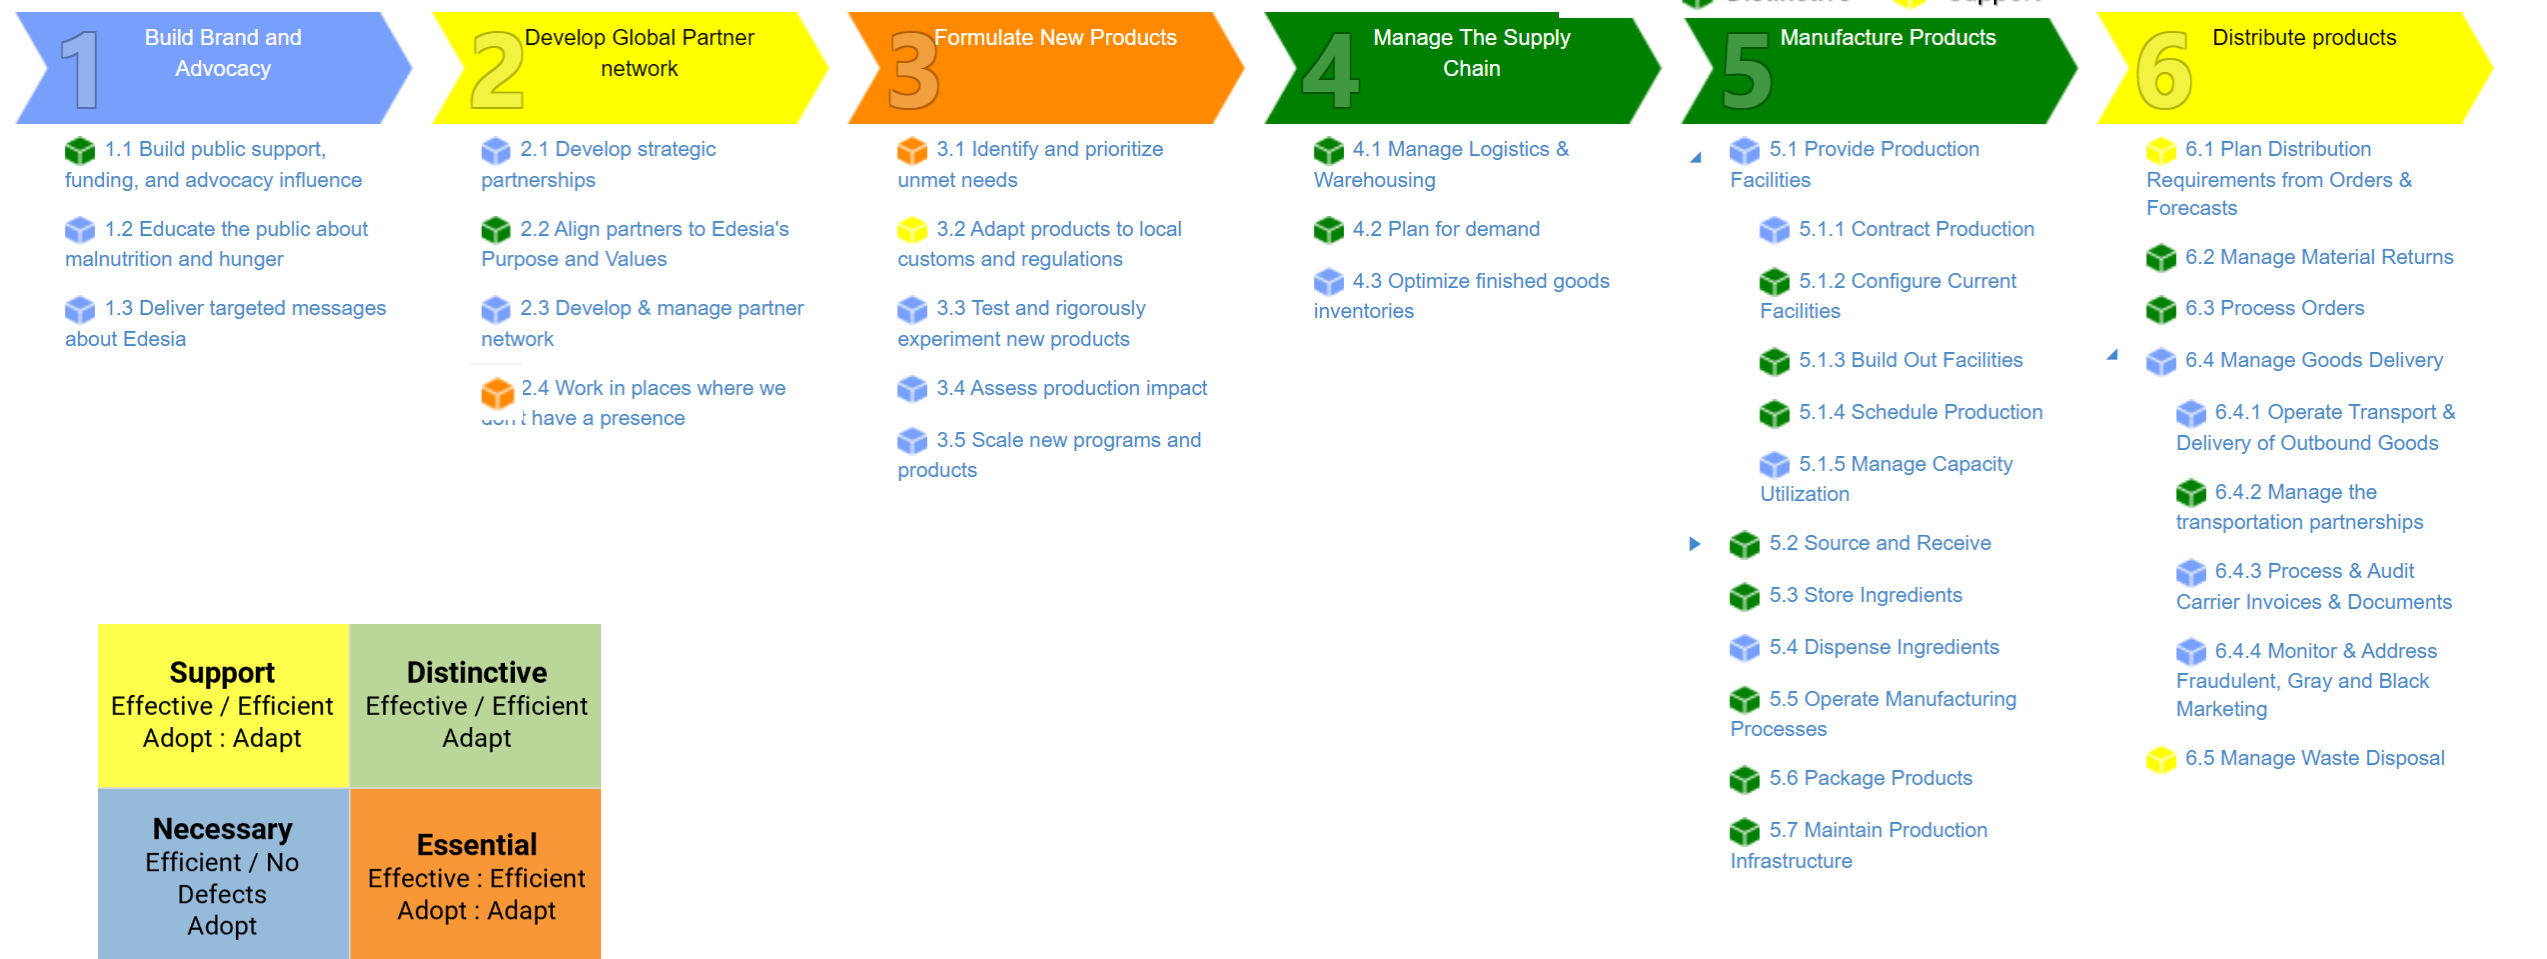 Distinctive Support
1
Build Brand and
Advocacy
1.1 Build public support,
funding, and advocacy influence
1.2 Educate the public about
malnutrition and hunger
1.3 Deliver targeted messages
about Edesia
2
Develop Global Partner
network
2.1 Develop strategic
partnerships
2.2 Align partners to Edesia's
Purpose and Values
2.3 Develop & manage partner
network
2.4 Work in places where we
don't have a presence
3
Formulate New Products
3.1 Identify and prioritize
unmet needs
3.2 Adapt products to local
customs and regulations
3.3 Test and rigorously
experiment new products
3.4 Assess production impact
3.5 Scale new programs and
products
4
Manage The Supply
Chain
4.1 Manage Logistics &
Warehousing
4.2 Plan for demand
4.3 Optimize finished goods
inventories
5
Manufacture Products
5.1 Provide Production
Facilities
5.1.1 Contract Production
5.1.2 Configure Current
Facilities
5.1.3 Build Out Facilities
5.1.4 Schedule Production
5.1.5 Manage Capacity
Utilization
5.2 Source and Receive
5.3 Store Ingredients
5.4 Dispense Ingredients
5.5 Operate Manufacturing
Processes
5.6 Package Products
5.7 Maintain Production
Infrastructure
6
Distribute products
6.1 Plan Distribution
Requirements from Orders &
Forecasts
6.2 Manage Material Returns
6.3 Process Orders
6.4 Manage Goods Delivery
6.4.1 Operate Transport &
Delivery of Outbound Goods
6.4.2 Manage the
transportation partnerships
6.4.3 Process & Audit
Carrier Invoices & Documents
6.4.4 Monitor & Address
Fraudulent, Gray and Black
Marketing
6.5 Manage Waste Disposal
Support
Effective / Efficient
Adopt : Adapt
Distinctive
Effective / Efficient
Adapt
Necessary
Efficient / No
Defects
Adopt
Essential
Effective : Efficient
Adopt : Adapt